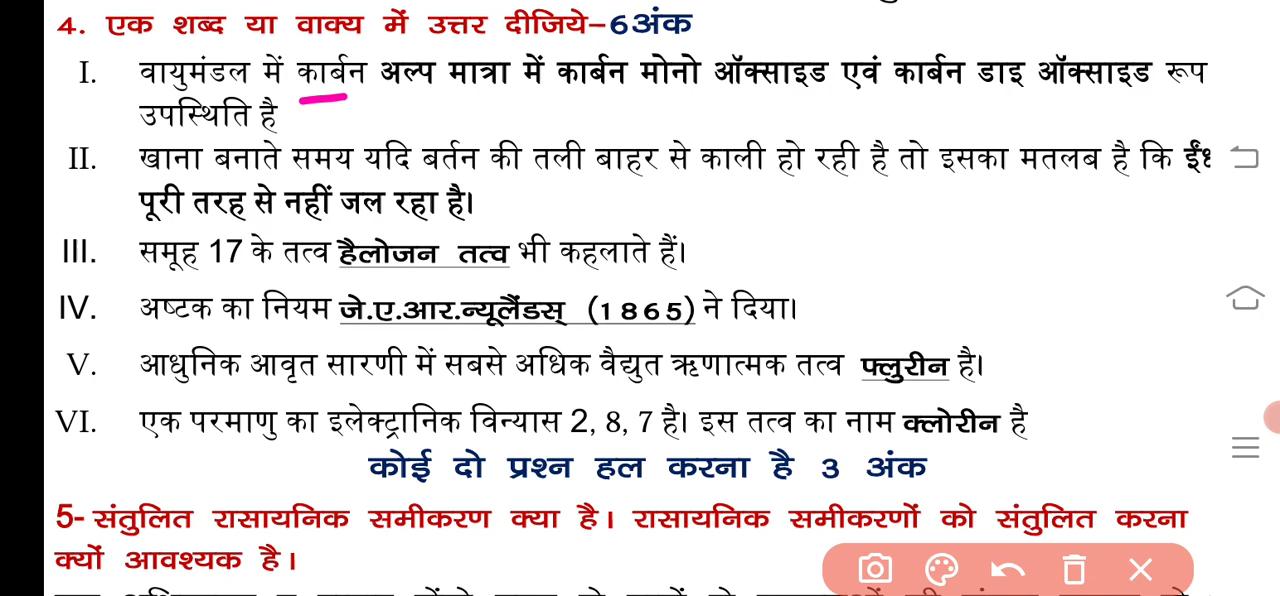 4. एक शब्द या वाक्य में उत्तर दीजिये–6अंक
I. वायुमंडल में कार्बन अल्प मात्रा में कार्बन मोनो ऑक्साइड एवं कार्बन डाइ ऑक्साइड रूप
उपस्थिति है
II. खाना बनाते समय यदि बर्तन की तली बाहर से काली हो रही है तो इसका मतलब है कि
पूरी तरह से नहीं जल रहा है।
III. समूह 17 के तत्व हैलोजन तत्व भी कहलाते हैं।
IV. अष्टक का नियम जे.ए.आर.न्यूलैंडस् (1865) ने दिया।
V. आधुनिक आवृत सारणी में सबसे अधिक वैद्युत ऋणात्मक तत्व फ्लुरीन है।
VI. एक परमाणु का इलेक्ट्रानिक विन्यास 2, 8, 7 है। इस तत्व का नाम क्लोरीन है
कोई दो प्रश्न हल करना है 3 अंक
5- संतुलित रासायनिक समीकरण क्या है। रासायनिक समीकरणों को संतुलित करना
क्यों आवश्यक है।